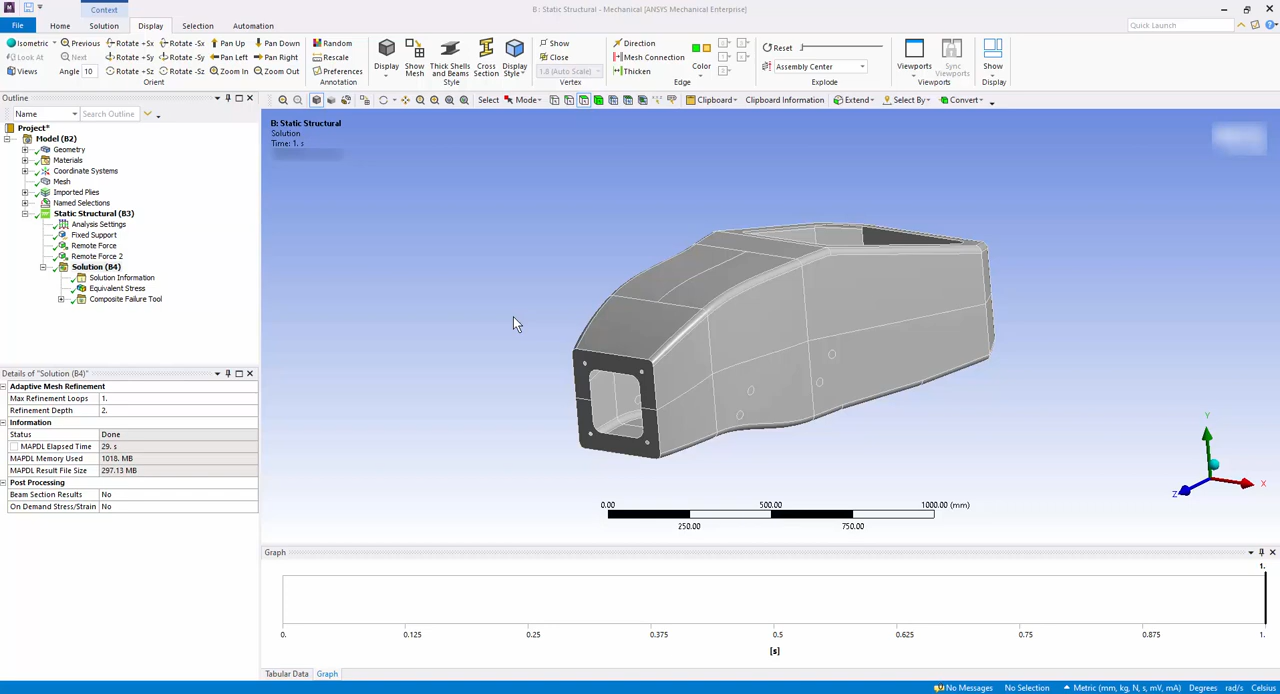 B : Static Structural - Mechanical [ANSYS Mechanical Enterprise]
Context
File Home Solution Display Selection Automation
Quick Launch
Isometric Previous Rotate +Sx Rotate -Sx Pan Up Pan Down
Look At Next Rotate +Sy Rotate -Sy Pan Left Pan Right
Views Angle 10 Rotate +Sz Rotate -Sz Zoom In Zoom Out
Orient
Random
Rescale
Preferences
Annotation
Display
Show Mesh
Thick Shells and Beams
Cross Section
Display Style
Style
Show
Close
1.8 (Auto Scale)
Vertex
Direction
Mesh Connection
Thicken
Color
Edge
Reset
Assembly Center
Explode
Viewports
Sync Viewports
Viewports
Show
Display
Select Mode Clipboard Clipboard Information Extend Select By Convert
Outline
Name Search Outline
Project*
Model (B2)
Geometry
Materials
Coordinate Systems
Mesh
Imported Plies
Named Selections
Static Structural (B3)
Analysis Settings
Fixed Support
Remote Force
Remote Force 2
Solution (B4)
Solution Information
Equivalent Stress
Composite Failure Tool
Details of "Solution (B4)"
Adaptive Mesh Refinement
Max Refinement Loops 1.
Refinement Depth 2.
Information
Status Done
MAPDL Elapsed Time 29. s
MAPDL Memory Used 1018. MB
MAPDL Result File Size 297.13 MB
Post Processing
Beam Section Results No
On Demand Stress/Strain No
B: Static Structural
Solution
Time: 1. s
Y
X
Z
0.00 500.00 1000.00 (mm)
250.00 750.00
Graph
1.
0. 0.125 0.25 0.375 0.5 0.625 0.75 0.875 1.
[s]
Tabular Data Graph
No Messages No Selection Metric (mm, kg, N, s, mV, mA) Degrees rad/s Celsius